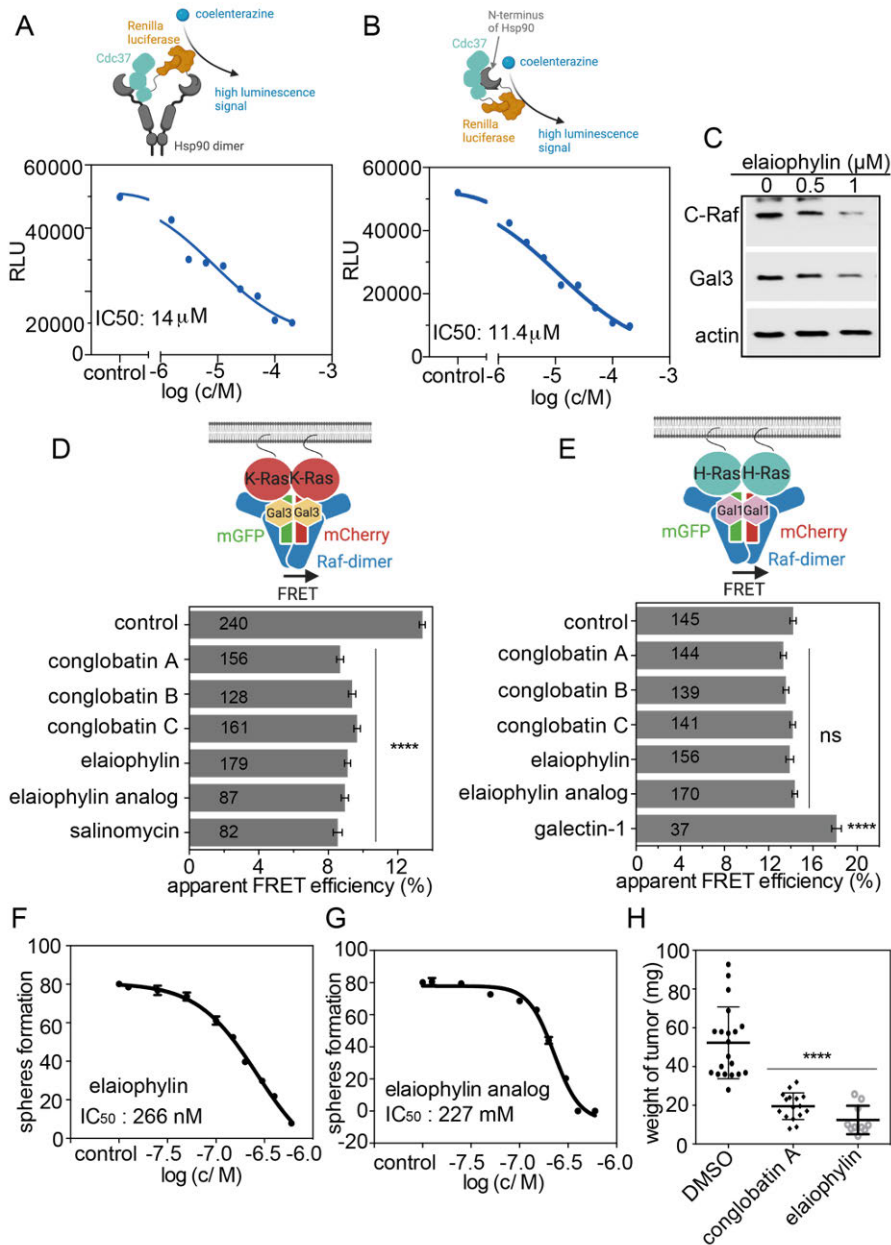 A
Renilla
luciferase
coelenterazine
Cdc37
high luminescence
signal
Hsp90 dimer
60000
40000
20000
RLU
IC50: 14 μM
control
-6
-5
-4
-3
log (c/M)
B
N-terminus
of Hsp90
Cdc37
coelenterazine
Renilla
luciferase
high luminescence
signal
60000
40000
20000
0
RLU
IC50: 11.4μM
control
-6
-5
-4
-3
log (c/M)
C
elaiophylin (μM)
0 0.5 1
C-Raf
Gal3
actin
D
K-Ras K-Ras
Gal3 Gal3
mGFP
mCherry
Raf-dimer
FRET
control 240
conglobatin A 156
conglobatin B 128
conglobatin C 161
elaiophylin 179
elaiophylin analog 87
salinomycin 82
****
0 4 8 12
apparent FRET efficiency (%)
E
H-Ras H-Ras
Gal1 Gal1
mGFP
mCherry
Raf-dimer
FRET
control 145
conglobatin A 144
conglobatin B 139
conglobatin C 141
elaiophylin 156
elaiophylin analog 170
galectin-1 37
ns
****
0 4 8 12 16 20
apparent FRET efficiency (%)
F
100
80
60
40
20
0
spheres formation
elaiophylin
IC50 : 266 nM
control -7.5 -7.0 -6.5 -6.0
log (c/ M)
G
100
80
60
40
20
0
-20
spheres formation
elaiophylin analog
IC50 : 227 mM
control -7.5 -7.0 -6.5 -6.0
log (c/ M)
H
100
80
60
40
20
0
weight of tumor (mg)
****
DMSO
conglobatin A
elaiophylin